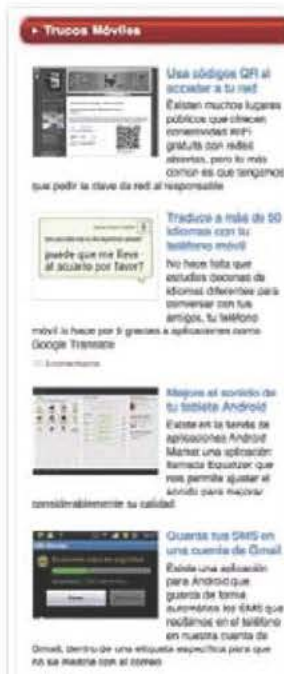 Trucos Móviles
Usa códigos QR al
acceder a tu red
Existen muchos lugares
públicos que ofrecen
conectividad WiFi
gratuita con redes
abiertas, pero lo más
común es que tengamos
que pedir la clave de red al responsable
Traduce a más de 50
idiomas con tu
teléfono móvil
No hace falta que
estudies decenas de
idiomas diferentes para
conversar con tus
amigos, tu teléfono
móvil lo hace por ti gracias a aplicaciones como
Google Translate
puede que me lleve
al acuario por favor?
Mejora el sonido de
tu tableta Android
Existe en la tienda de
aplicaciones Android
Market una aplicación
llamada Equalizer que
nos permite ajustar el
sonido para mejorar
considerablemente su calidad
Guarda tus SMS en
una cuenta de Gmail
Existe una aplicación
para Android que
guarda de forma
automática los SMS que
recibimos en el teléfono
en nuestra cuenta de
Gmail, dentro de una etiqueta específica para que
no se mezcle con el correo